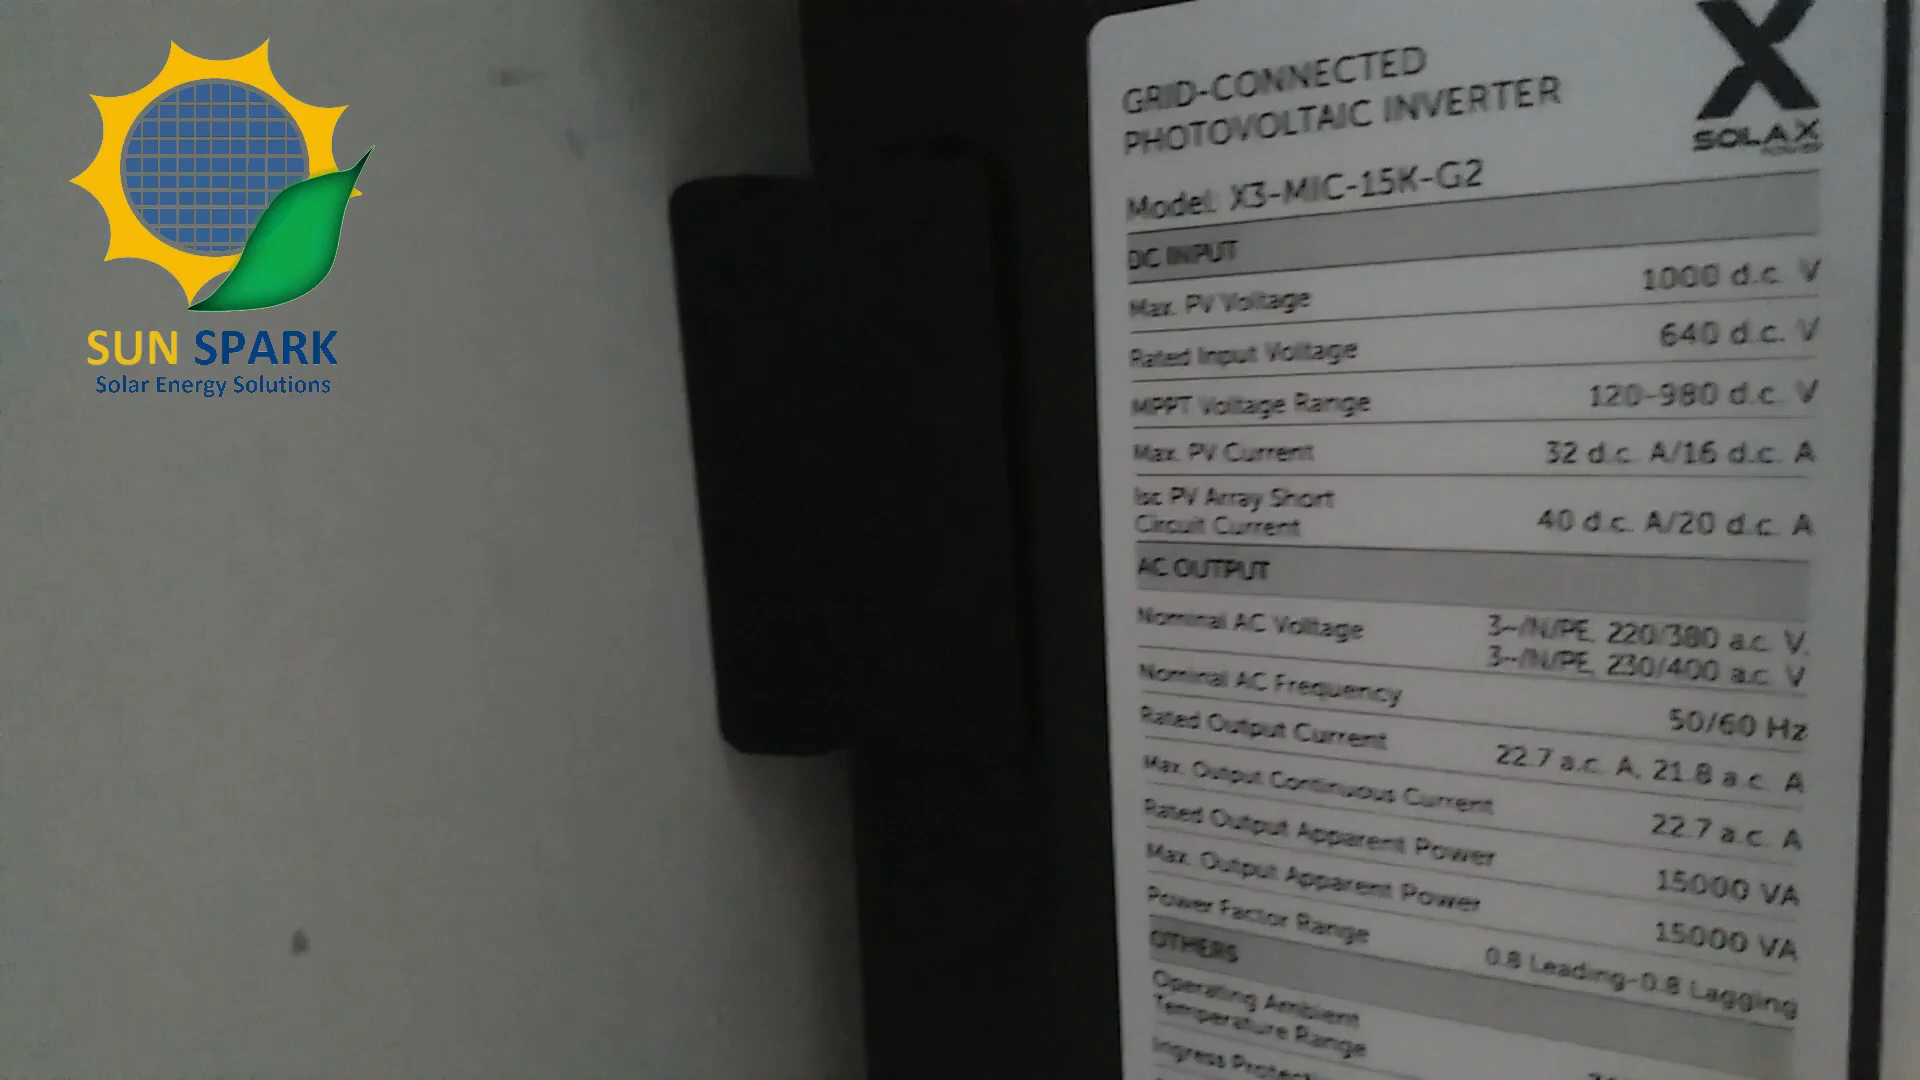 SUN SPARK
Solar Energy Solutions
GRID-CONNECTED
PHOTOVOLTAIC INVERTER
X
SOLAX
POWER
Model: X3-MIC-15K-G2
DC INPUT
Max. PV Voltage 1000 d.c. V
Rated Input Voltage 640 d.c. V
MPPT Voltage Range 120-980 d.c. V
Max. PV Current 32 d.c. A/16 d.c. A
Isc PV Array Short
Circuit Current 40 d.c. A/20 d.c. A
AC OUTPUT
Nominal AC Voltage 3~/N/PE, 220/380 a.c. V,
3~/N/PE, 230/400 a.c. V
Nominal AC Frequency 50/60 Hz
Rated Output Current 22.7 a.c. A, 21.8 a.c. A
Max. Output Continuous Current 22.7 a.c. A
Rated Output Apparent Power 15000 VA
Max. Output Apparent Power 15000 VA
Power Factor Range 0.8 Leading-0.8 Lagging
OTHERS
Operating Ambient
Temperature Range
Ingress